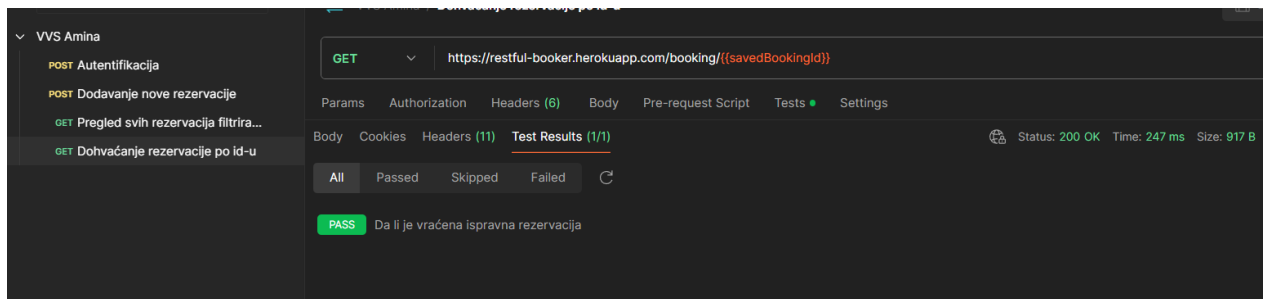 VVS Amina
POST Autentifikacija
POST Dodavanje nove rezervacije
GET Pregled svih rezervacija filtrira...
GET Dohvaćanje rezervacije po id-u
GET https://restful-booker.herokuapp.com/booking/{{savedBookingId}}
Params Authorization Headers (6) Body Pre-request Script Tests Settings
Body Cookies Headers (11) Test Results (1/1) Status: 200 OK Time: 247 ms Size: 917 B
All Passed Skipped Failed
PASS Da li je vraćena ispravna rezervacija